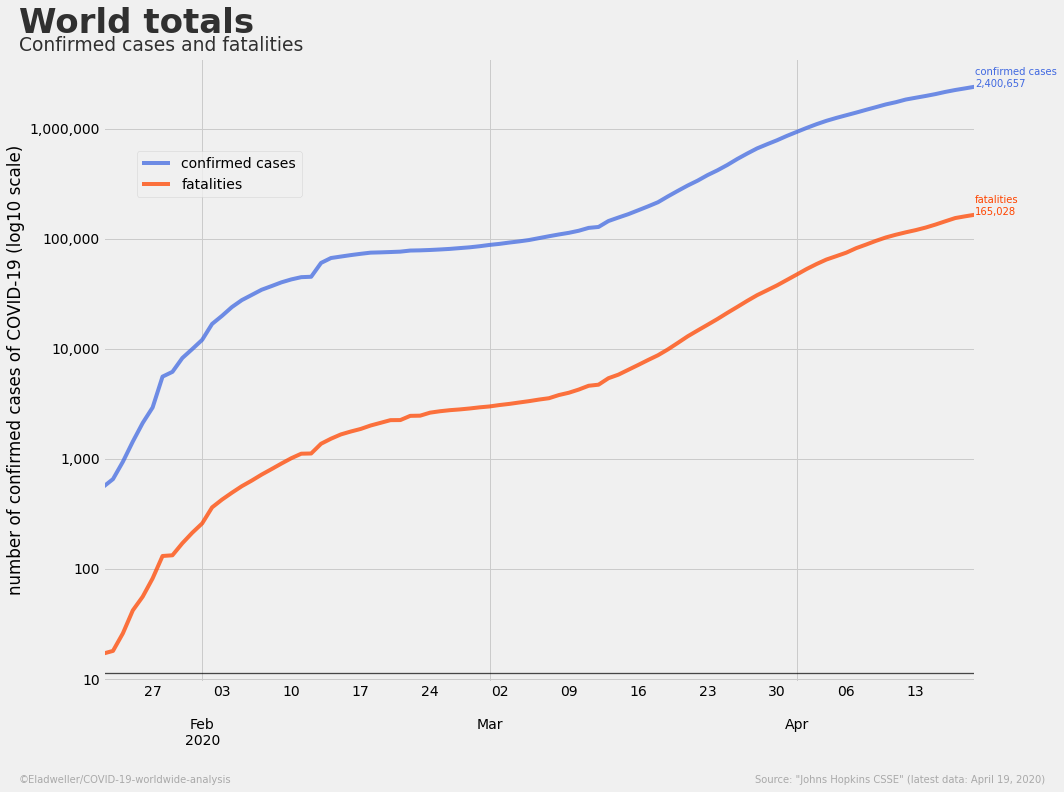 World totals
Confirmed cases and fatalities
number of confirmed cases of COVID-19 (log10 scale)
1,000,000
100,000
10,000
1,000
100
10
confirmed cases
fatalities
confirmed cases
2,400,657
fatalities
165,028
27 03 10 17 24 02 09 16 23 30 06 13
Feb Mar Apr
2020
©Eladweller/COVID-19-worldwide-analysis
Source: "Johns Hopkins CSSE" (latest data: April 19, 2020)